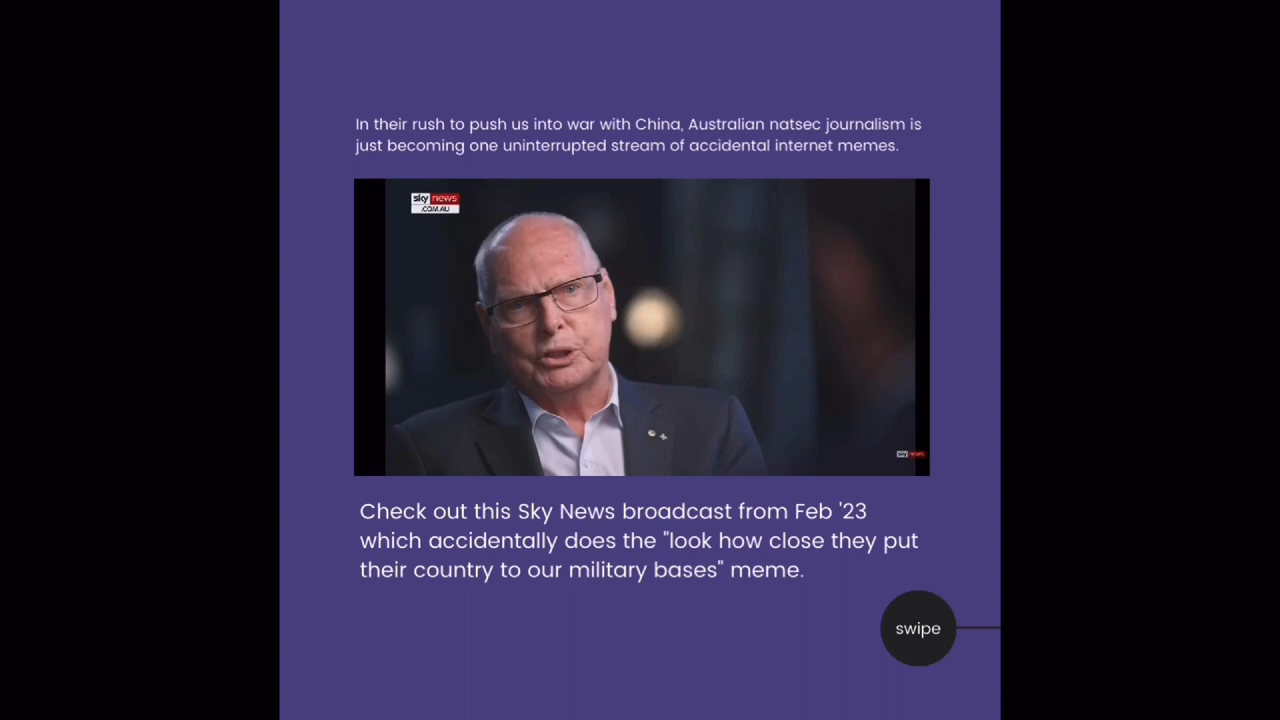 In their rush to push us into war with China, Australian natsec journalism is
just becoming one uninterrupted stream of accidental internet memes.
sky news
.COM.AU
sky news
Check out this Sky News broadcast from Feb '23
which accidentally does the "look how close they put
their country to our military bases" meme.
swipe